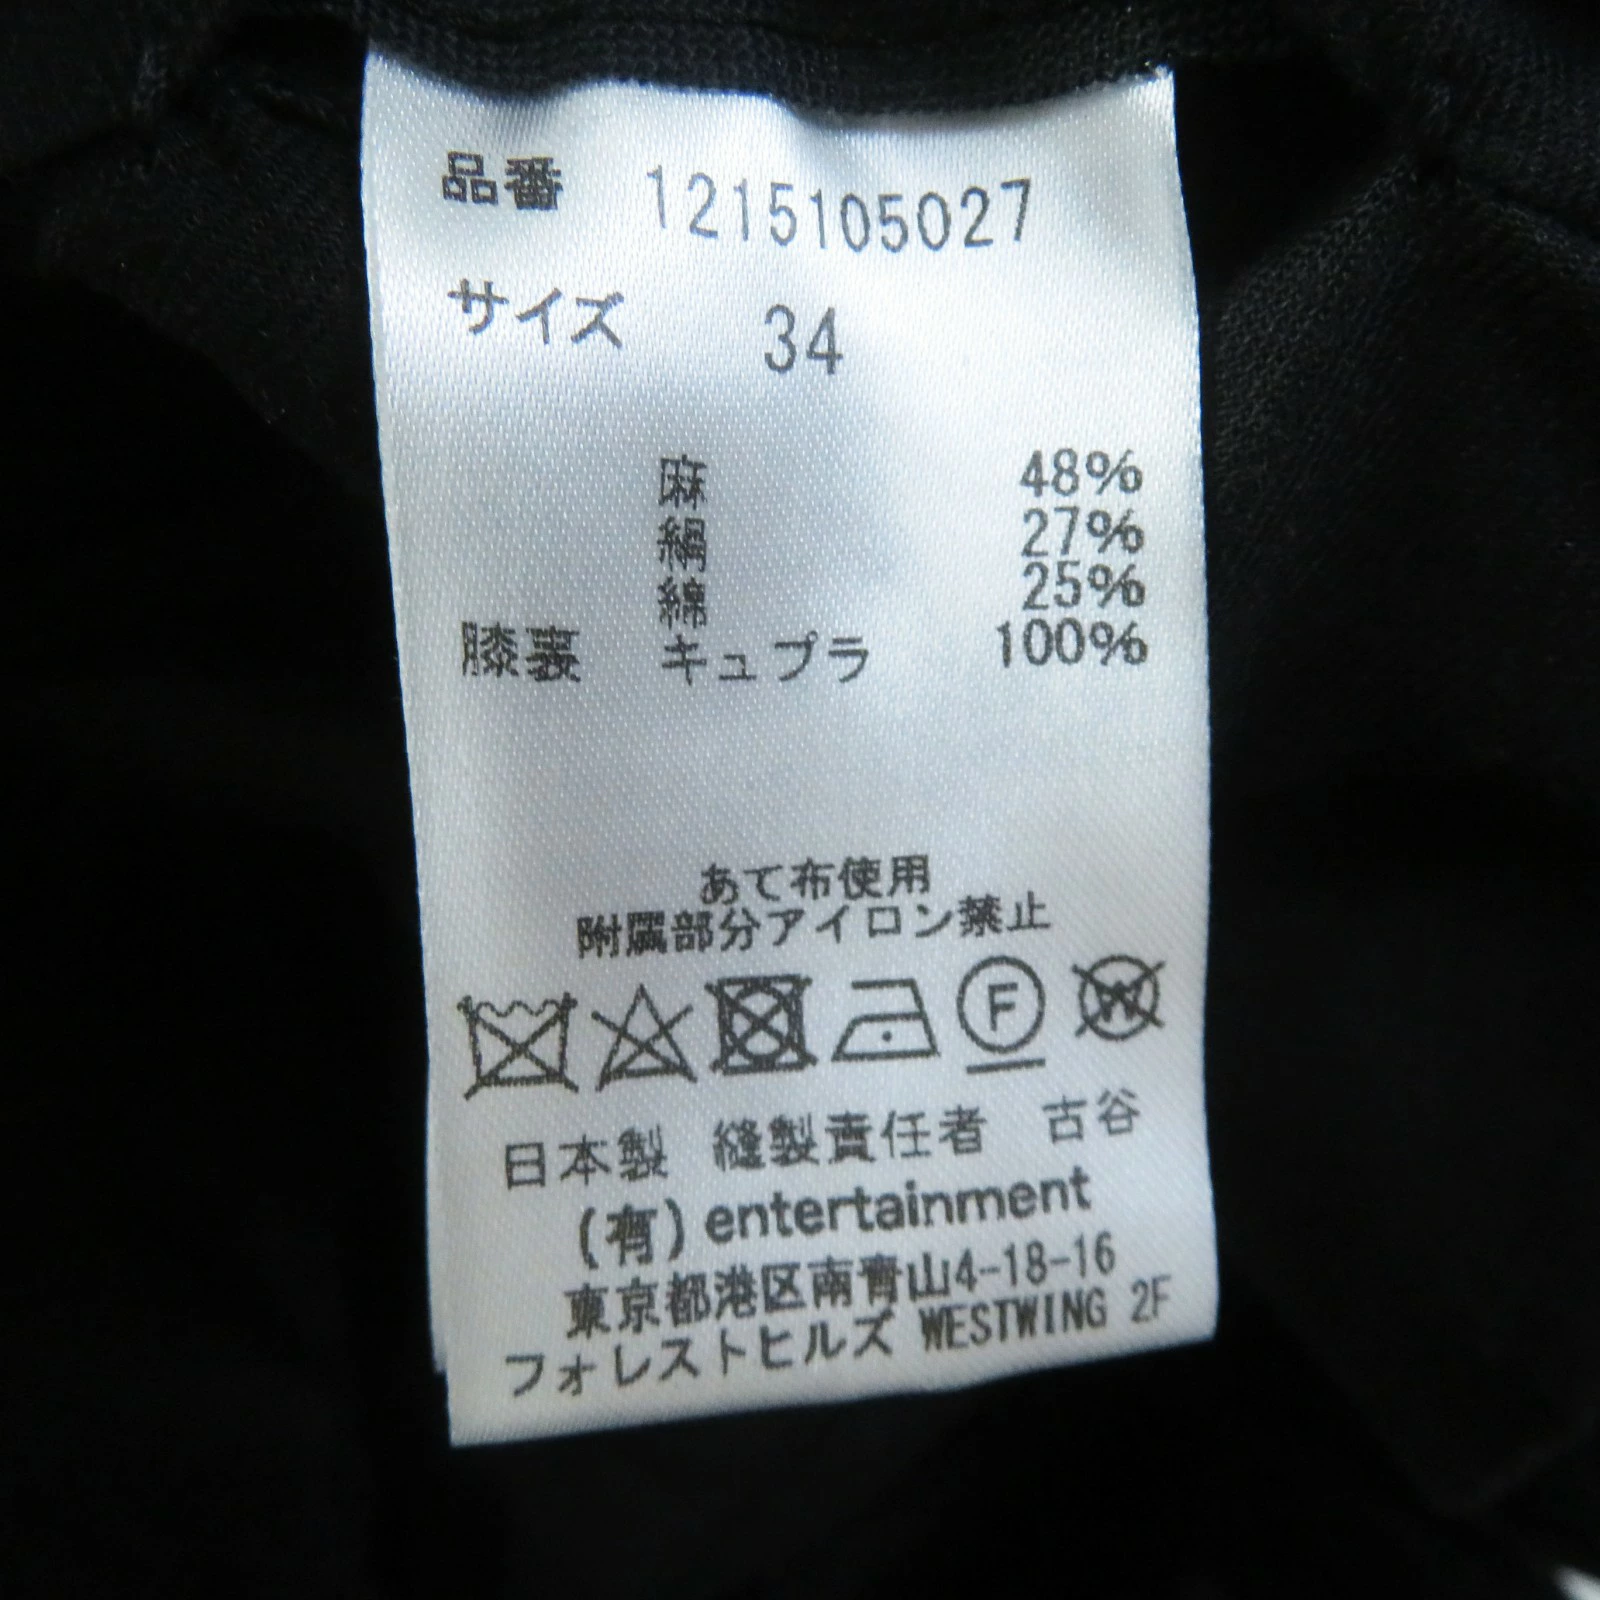 品番 1215105027
サイズ 34
麻 48%
絹 27%
綿 25%
膝裏 キュプラ 100%
あて布使用
附属部分アイロン禁止
F W
日本製 縫製責任者 古谷
(有) entertainment
東京都港区南青山4-18-16
フォレストヒルズ WESTWING 2F